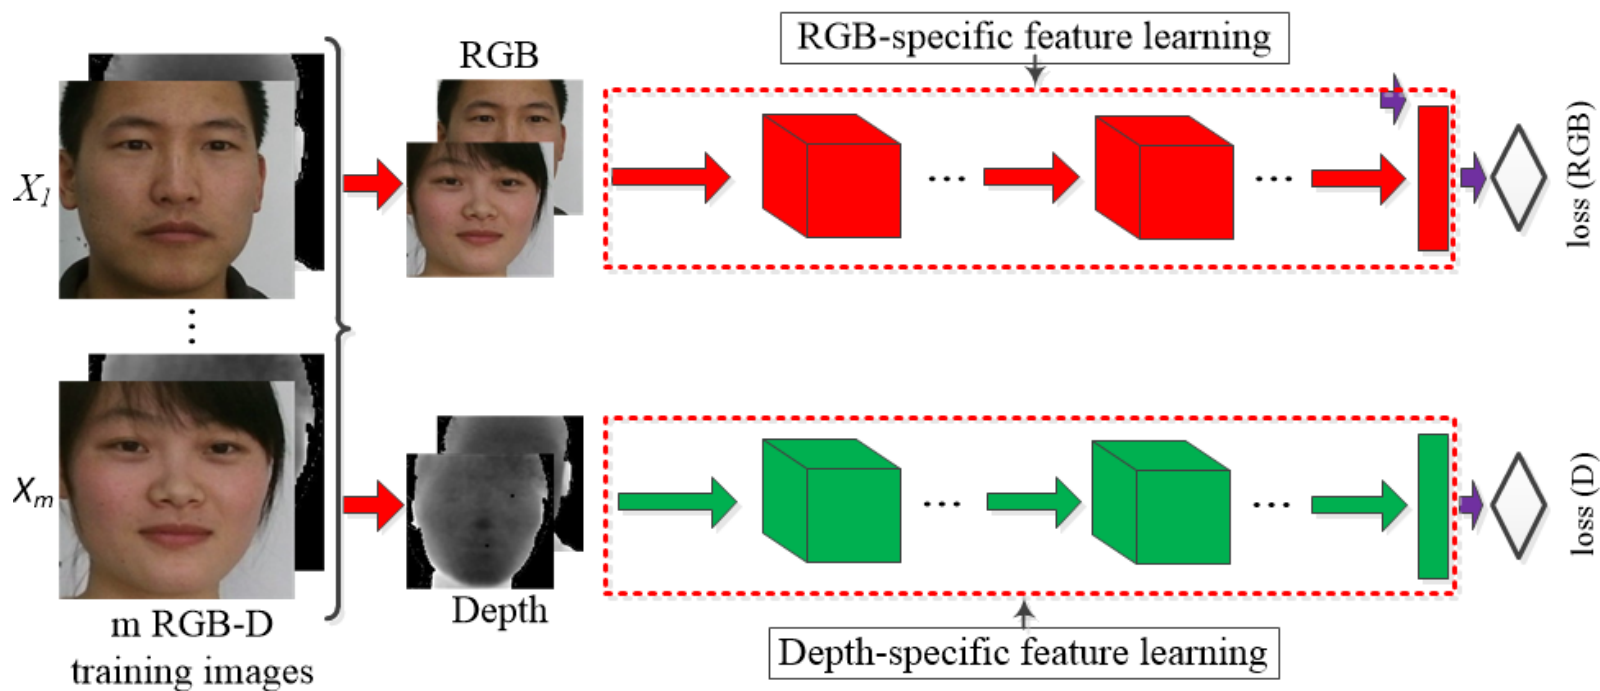 RGB-specific feature learning
RGB
X1
loss (RGB)
Xm
loss (D)
Depth
m RGB-D
training images
Depth-specific feature learning